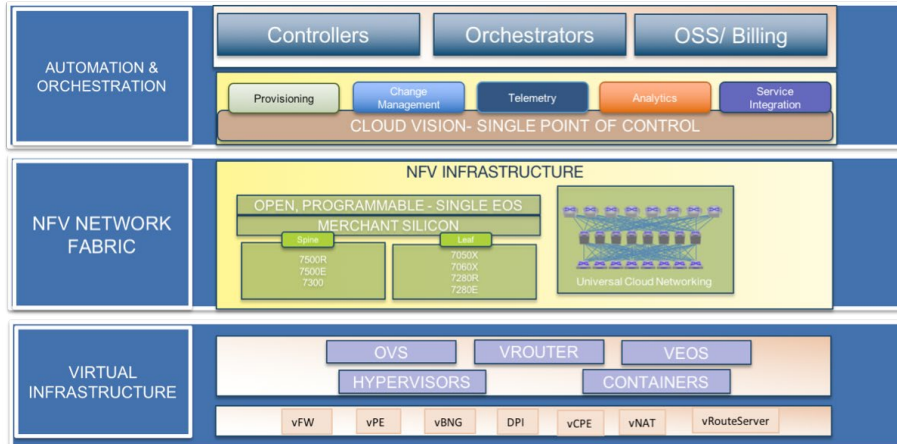 AUTOMATION &
ORCHESTRATION
Controllers
Orchestrators
OSS/ Billing
Provisioning
Change
Management
Telemetry
Analytics
Service
Integration
CLOUD VISION- SINGLE POINT OF CONTROL
NFV NETWORK
FABRIC
NFV INFRASTRUCTURE
OPEN, PROGRAMMABLE - SINGLE EOS
MERCHANT SILICON
Spine
7500R
7500E
7300
Leaf
7050X
7060X
7280R
7280E
Universal Cloud Networking
VIRTUAL
INFRASTRUCTURE
OVS
VROUTER
VEOS
HYPERVISORS
CONTAINERS
vFW
vPE
vBNG
DPI
vCPE
vNAT
vRouteServer